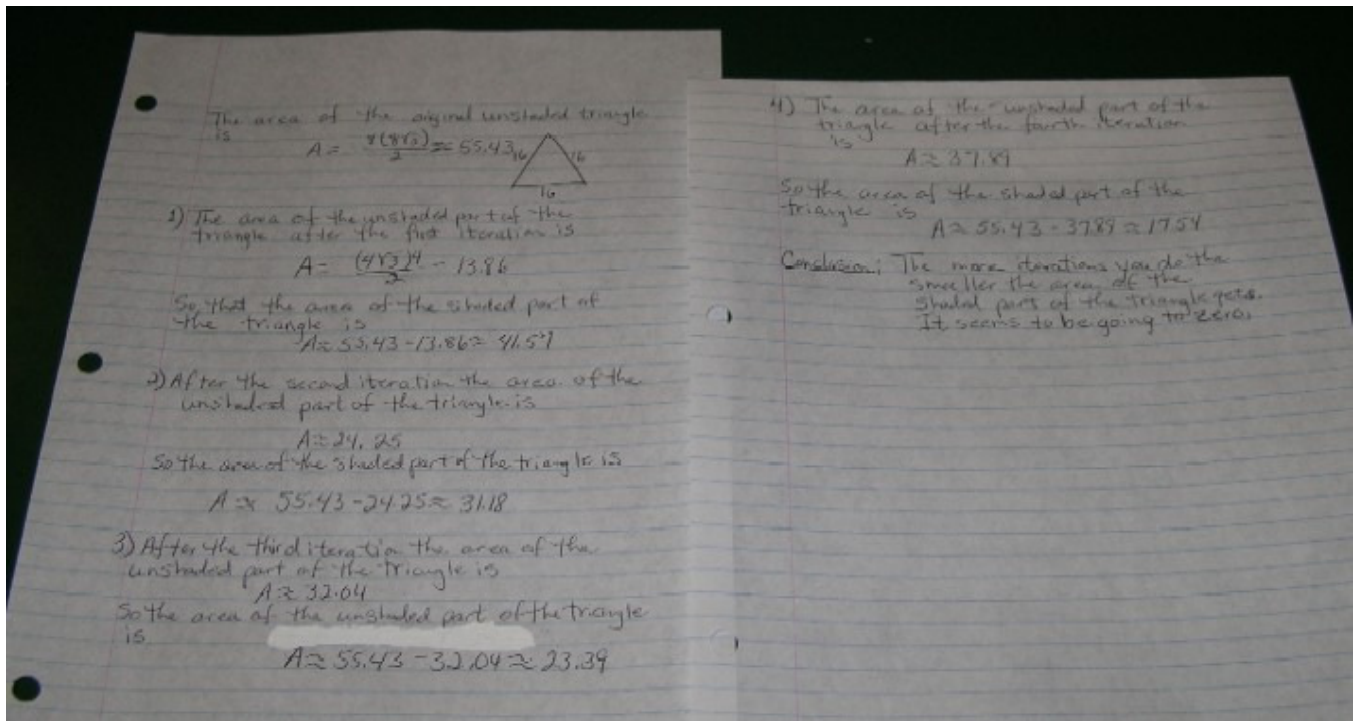 The area of the original unshaded triangle
is
A = 8(8√3)/2 ≈ 55.43
16
16
16
1) The area of the unshaded part of the
triangle after the first iteration is
A = (4√3)4/2 = 13.86
So that the area of the shaded part of
the triangle is
A ≈ 55.43 - 13.86 ≈ 41.57
2) After the second iteration the area of the
unshaded part of the triangle is
A ≈ 24.25
So the area of the shaded part of the triangle is
A ≈ 55.43 - 24.25 ≈ 31.18
3) After the third iteration the area of the
unshaded part of the triangle is
A ≈ 32.04
So the area of the unshaded part of the triangle
is
A ≈ 55.43 - 32.04 ≈ 23.39
4) The area of the unshaded part of the
triangle after the fourth iteration
is
A ≈ 37.89
So the area of the shaded part of the
triangle is
A ≈ 55.43 - 37.89 ≈ 17.54
Conclusion: The more iterations you do the
smaller the area of the
shaded part of the triangle gets.
It seems to be going to zero.